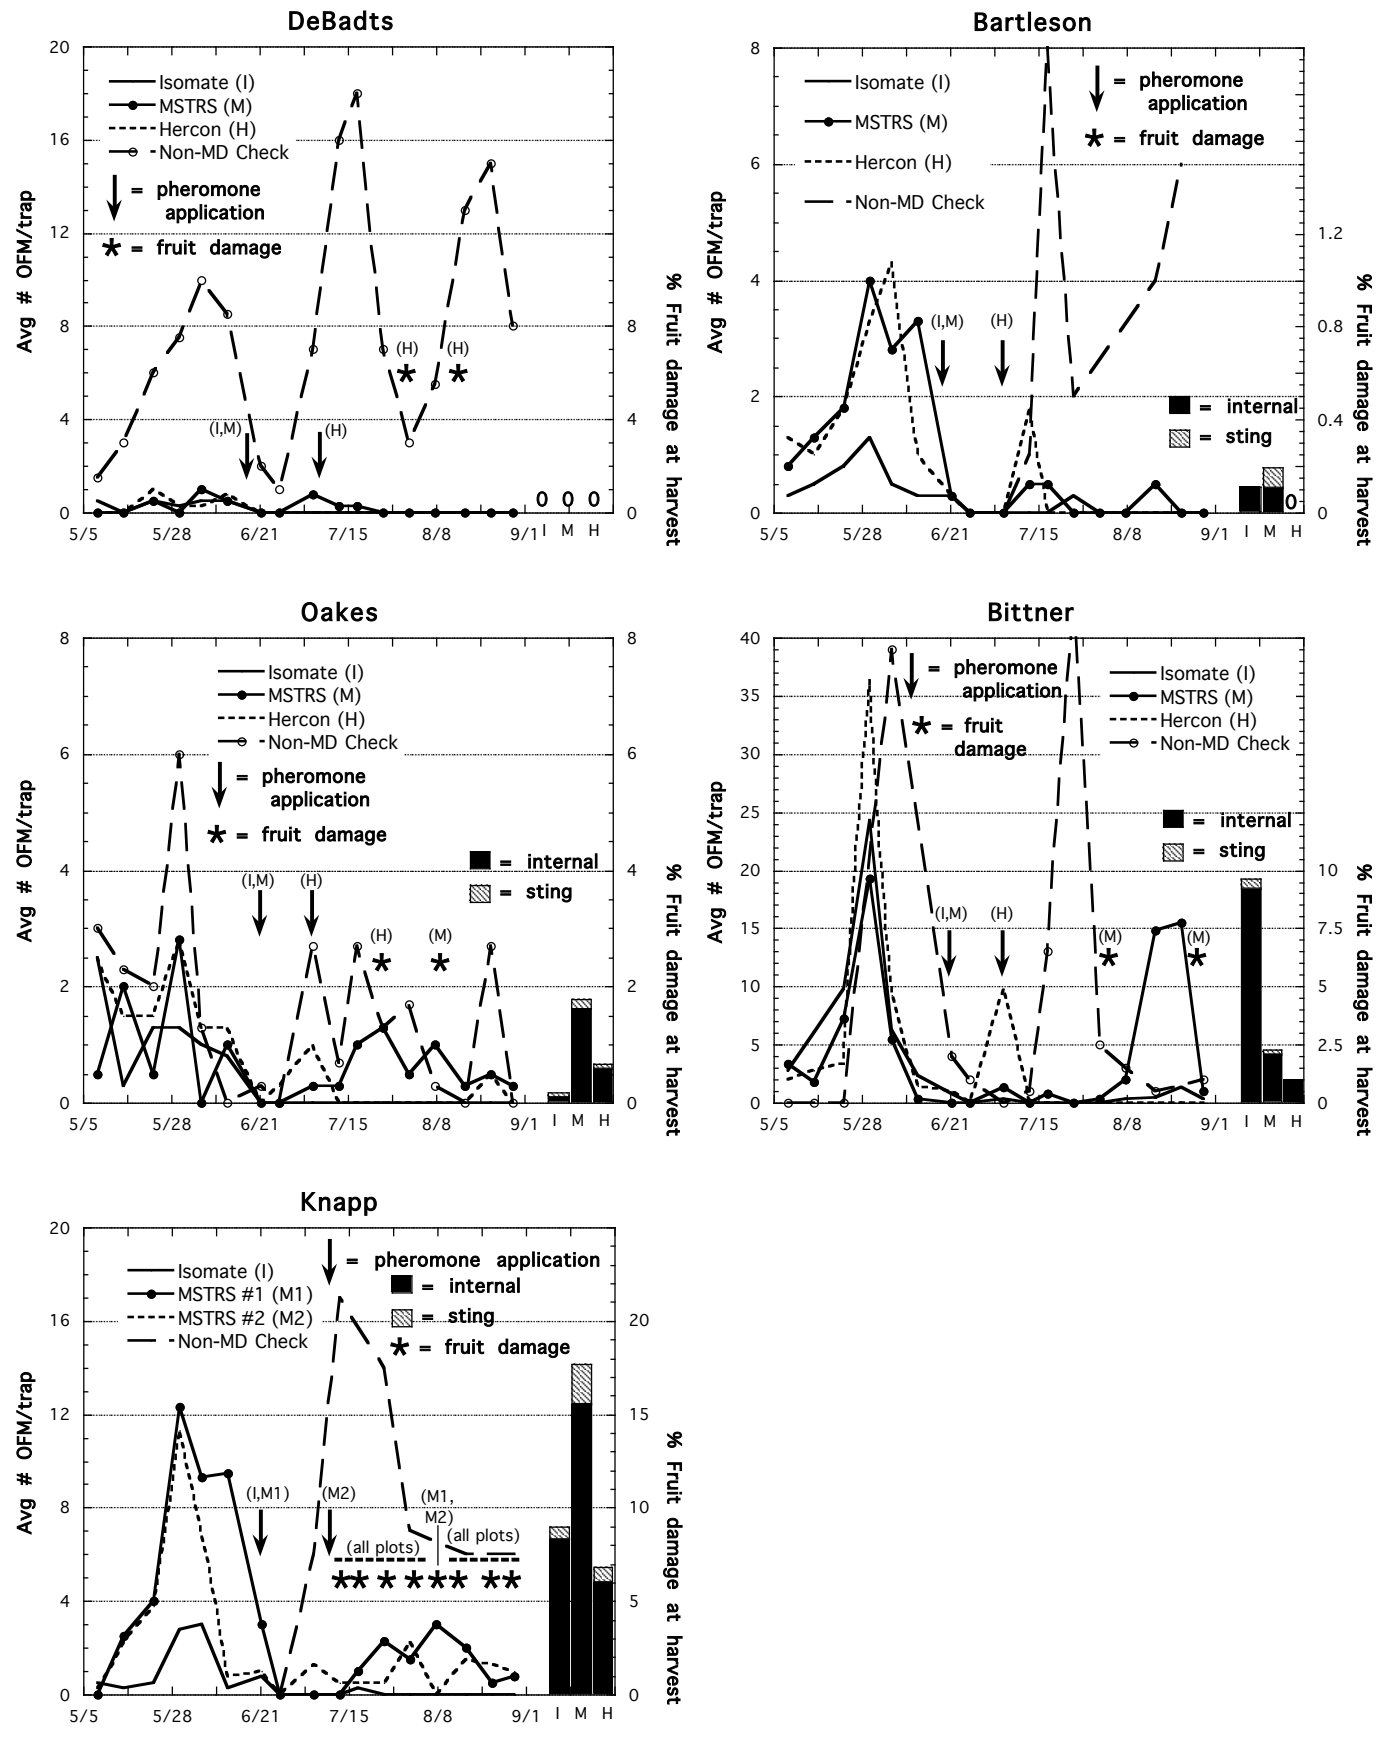 DeBadts
20
16
12
8
4
0
Avg # OFM/trap
Isomate (I)
MSTRS (M)
Hercon (H)
Non-MD Check
= pheromone
application
* = fruit damage
(I,M)
(H)
(H)
(H)
* *
0 0 0
8
4
0
% Fruit damage at harvest
5/5 5/28 6/21 7/15 8/8 9/1 I M H
Bartleson
8
6
4
2
0
Avg # OFM/trap
Isomate (I)
MSTRS (M)
Hercon (H)
Non-MD Check
= pheromone
application
* = fruit damage
(I,M)
(H)
= internal
= sting
0
1.2
0.8
0.4
0
% Fruit damage at harvest
5/5 5/28 6/21 7/15 8/8 9/1 I M H
Oakes
8
6
4
2
0
Avg # OFM/trap
Isomate (I)
MSTRS (M)
Hercon (H)
Non-MD Check
= pheromone
application
* = fruit damage
= internal
= sting
(I,M)
(H)
(H)
(M)
* *
8
6
4
2
0
% Fruit damage at harvest
5/5 5/28 6/21 7/15 8/8 9/1 I M H
Bittner
40
35
30
25
20
15
10
5
0
Avg # OFM/trap
= pheromone
application
* = fruit
damage
Isomate (I)
MSTRS (M)
Hercon (H)
Non-MD Check
= internal
= sting
(I,M)
(H)
(M)
(M)
* *
10
7.5
5
2.5
0
% Fruit damage at harvest
5/5 5/28 6/21 7/15 8/8 9/1 I M H
Knapp
20
16
12
8
4
0
Avg # OFM/trap
Isomate (I)
MSTRS #1 (M1)
MSTRS #2 (M2)
Non-MD Check
= pheromone application
= internal
= sting
* = fruit damage
(I,M1)
(M2)
(M1,
M2)
(all plots)
(all plots)
* * * * * * * *
20
15
10
5
0
% Fruit damage at harvest
5/5 5/28 6/21 7/15 8/8 9/1 I M H